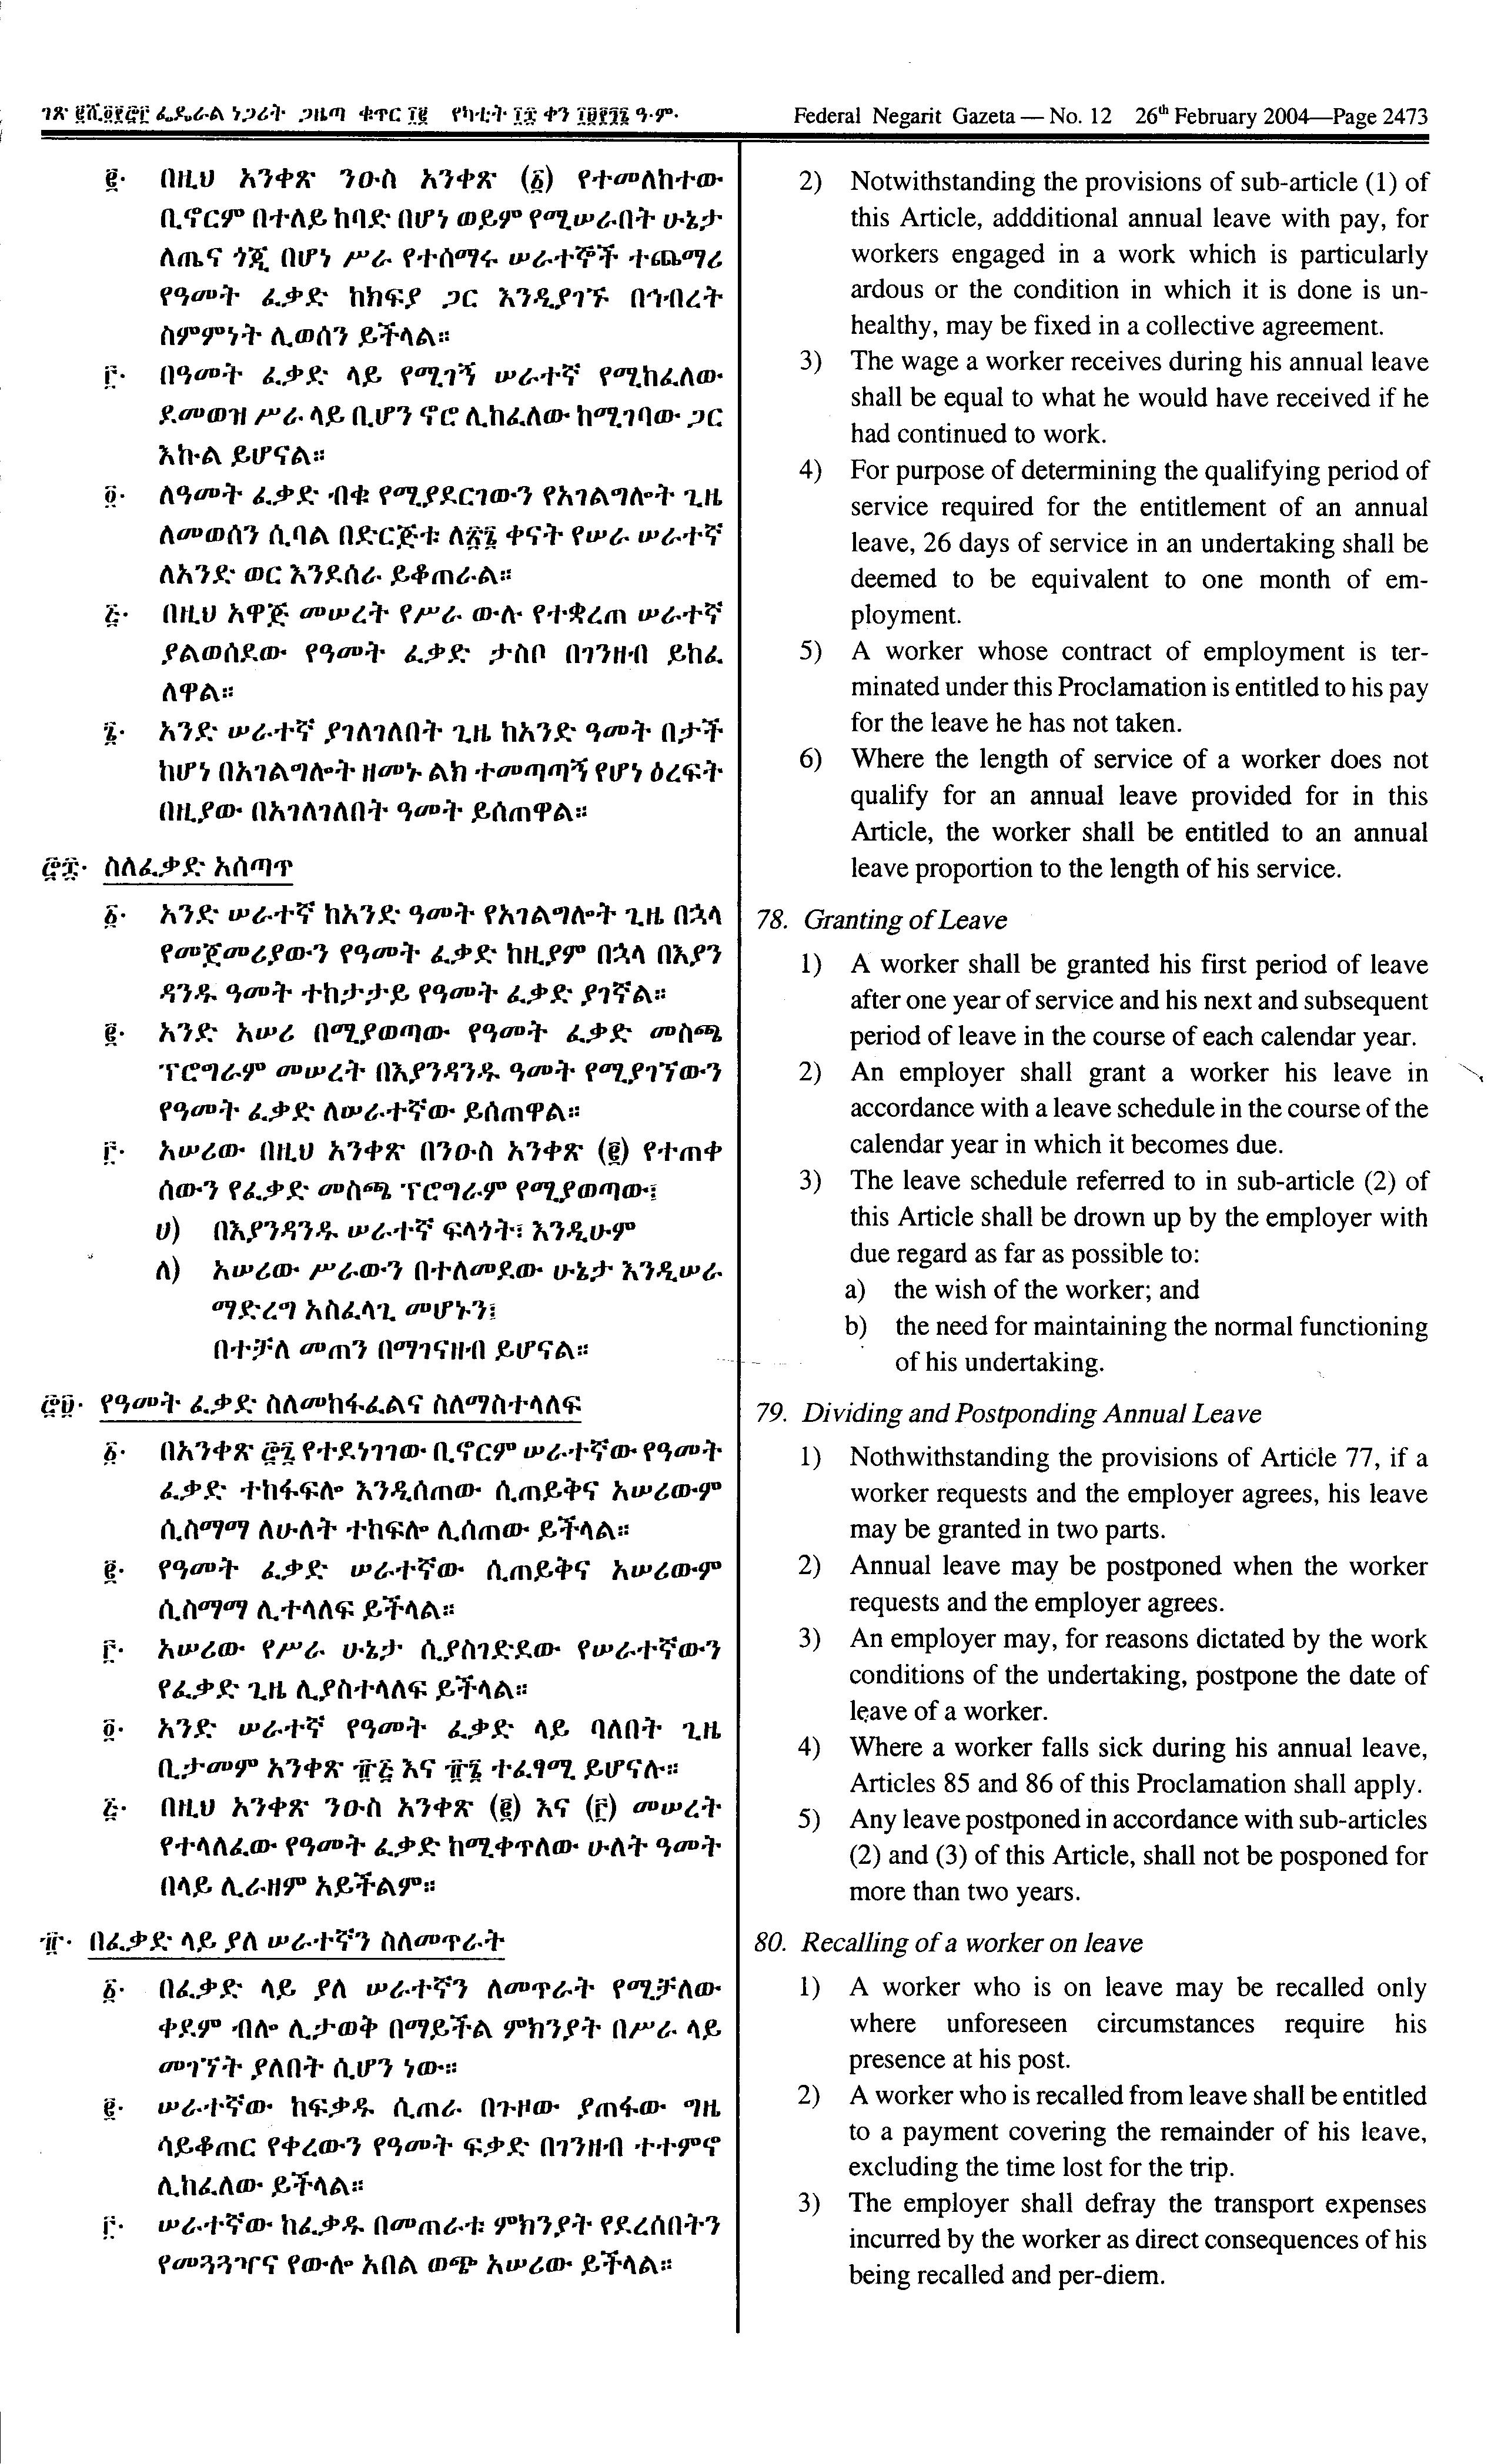 ገጽ ፪ሺ፬፻፸፫ ፌዴራል ነጋሪት ጋዜጣ ቁጥር ፲፪ የካቲት ፲፰ ቀን ፲፱፻፺፮ ዓ.ም.
Federal Negarit Gazeta — No. 12 26th February 2004—Page 2473
፪. በዚህ አንቀጽ ንዑስ አንቀጽ (፩) የተመለከተው
ቢኖርም በተለይ ከባድ በሆነ ወይም የሚሠራበት ሁኔታ
ለጤና ጎጂ በሆነ ሥራ የተሰማሩ ሠራተኞች ተጨማሪ
የዓመት ፈቃድ ከክፍያ ጋር እንዲያገኙ በኅብረት
ስምምነት ሊወሰን ይችላል።
፫. በዓመት ፈቃድ ላይ የሚገኝ ሠራተኛ የሚከፈለው
ደመወዝ ሥራ ላይ ቢሆን ኖሮ ሊከፈለው ከሚገባው ጋር
እኩል ይሆናል።
፬. ለዓመት ፈቃድ ብቁ የሚያደርገውን የአገልግሎት ጊዜ
ለመወሰን ሲባል በድርጅቱ ለ፳፮ ቀናት የሠራ ሠራተኛ
ለአንድ ወር እንደሰራ ይቆጠራል።
፭. በዚህ አዋጅ መሠረት የሥራ ውሉ የተቋረጠ ሠራተኛ
ያልወሰደው የዓመት ፈቃድ ታስቦ በገንዘብ ይከፈ
ለዋል።
፮. አንድ ሠራተኛ ያገለገለበት ጊዜ ከአንድ ዓመት በታች
ከሆነ በአገልግሎት ዘመኑ ልክ ተመጣጣኝ የሆነ ዕረፍት
በዚያው በአገለገለበት ዓመት ይሰጠዋል።
፸፰. ስለፈቃድ አሰጣጥ
፩. አንድ ሠራተኛ ከአንድ ዓመት የአገልግሎት ጊዜ በኋላ
የመጀመሪያውን የዓመት ፈቃድ ከዚያም በኋላ በእያን
ዳንዱ ዓመት ተከታታይ የዓመት ፈቃድ ያገኛል።
፪. አንድ አሠሪ በሚያወጣው የዓመት ፈቃድ መስጫ
ፕሮግራም መሠረት በእያንዳንዱ ዓመት የሚያገኘውን
የዓመት ፈቃድ ለሠራተኛው ይሰጠዋል።
፫. አሠሪው በዚህ አንቀጽ በንዑስ አንቀጽ (፪) የተጠቀ
ሰውን የፈቃድ መስጫ ፕሮግራም የሚያወጣው፤
ሀ) በእያንዳንዱ ሠራተኛ ፍላጎት፣ እንዲሁም
ለ) አሠሪው ሥራውን በተለመደው ሁኔታ እንዲሠራ
ማድረግ አስፈላጊ መሆኑን፤
በተቻለ መጠን በማገናዘብ ይሆናል።
፸፱. የዓመት ፈቃድ ስለመከፋፈልና ስለማስተላለፍ
፩. በአንቀጽ ፸፯ የተደነገገው ቢኖርም ሠራተኛው የዓመት
ፈቃድ ተከፋፍሎ እንዲሰጠው ሲጠይቅና አሠሪውም
ሲስማማ ለሁለት ተከፍሎ ሊሰጠው ይችላል።
፪. የዓመት ፈቃድ ሠራተኛው ሲጠይቅና አሠሪውም
ሲስማማ ሊተላለፍ ይችላል።
፫. አሠሪው የሥራ ሁኔታ ሲያስገድደው የሠራተኛውን
የፈቃድ ጊዜ ሊያስተላለፍ ይችላል።
፬. አንድ ሠራተኛ የዓመት ፈቃድ ላይ ባለበት ጊዜ
ቢታመም አንቀጽ ፹፭ እና ፹፮ ተፈፃሚ ይሆናሉ።
፭. በዚህ አንቀጽ ንዑስ አንቀጽ (፪) እና (፫) መሠረት
የተላለፈው የዓመት ፈቃድ ከሚቀጥለው ሁለት ዓመት
በላይ ሊራዘም አይችልም።
፹. በፈቃድ ላይ ያለ ሠራተኛን ስለመጥራት
፩. በፈቃድ ላይ ያለ ሠራተኛን ለመጥራት የሚቻለው
ቀደም ብሎ ሊታወቅ በማይችል ምክንያት በሥራ ላይ
መገኘት ያለበት ሲሆን ነው።
፪. ሠራተኛው ከፍቃዱ ሲጠራ በጉዞው ያጠፋው ግዜ
ሳይቆጠር የቀረውን የዓመት ፍቃድ በገንዘብ ተተምኖ
ሊከፈለው ይችላል።
፫. ሠራተኛው ከፈቃዱ በመጠራቱ ምክንያት የደረሰበትን
የመጓጓዣና የውሎ አበል ወጭ አሠሪው ይችላል።
2) Notwithstanding the provisions of sub-article (1) of
this Article, addditional annual leave with pay, for
workers engaged in a work which is particularly
ardous or the condition in which it is done is un-
healthy, may be fixed in a collective agreement.
3) The wage a worker receives during his annual leave
shall be equal to what he would have received if he
had continued to work.
4) For purpose of determining the qualifying period of
service required for the entitlement of an annual
leave, 26 days of service in an undertaking shall be
deemed to be equivalent to one month of em-
ployment.
5) A worker whose contract of employment is ter-
minated under this Proclamation is entitled to his pay
for the leave he has not taken.
6) Where the length of service of a worker does not
qualify for an annual leave provided for in this
Article, the worker shall be entitled to an annual
leave proportion to the length of his service.
78. Granting of Leave
1) A worker shall be granted his first period of leave
after one year of service and his next and subsequent
period of leave in the course of each calendar year.
2) An employer shall grant a worker his leave in
accordance with a leave schedule in the course of the
calendar year in which it becomes due.
3) The leave schedule referred to in sub-article (2) of
this Article shall be drown up by the employer with
due regard as far as possible to:
a) the wish of the worker; and
b) the need for maintaining the normal functioning
of his undertaking.
79. Dividing and Postponding Annual Leave
1) Nothwithstanding the provisions of Article 77, if a
worker requests and the employer agrees, his leave
may be granted in two parts.
2) Annual leave may be postponed when the worker
requests and the employer agrees.
3) An employer may, for reasons dictated by the work
conditions of the undertaking, postpone the date of
leave of a worker.
4) Where a worker falls sick during his annual leave,
Articles 85 and 86 of this Proclamation shall apply.
5) Any leave postponed in accordance with sub-articles
(2) and (3) of this Article, shall not be posponed for
more than two years.
80. Recalling of a worker on leave
1) A worker who is on leave may be recalled only
where unforeseen circumstances require his
presence at his post.
2) A worker who is recalled from leave shall be entitled
to a payment covering the remainder of his leave,
excluding the time lost for the trip.
3) The employer shall defray the transport expenses
incurred by the worker as direct consequences of his
being recalled and per-diem.